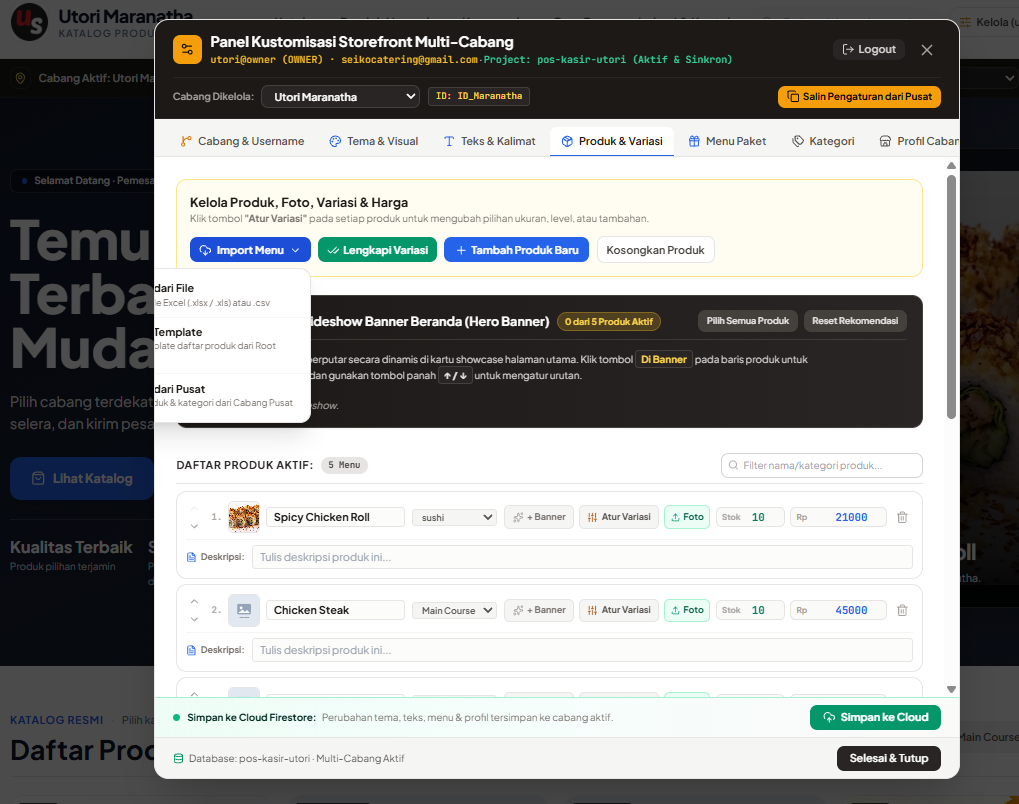 Utori Maranatha
KATALOG PRODU
Kelola (u
Cabang Aktif: Utori Ma
Selamat Datang · Pemesa
Temu
Terba
Muda
Pilih cabang terdekat
selera, dan kirim pesa
Lihat Katalog
Kualitas Terbaik
Produk pilihan terjamin
KATALOG RESMI · Pilih ka
Daftar Proc
Main Course
Panel Kustomisasi Storefront Multi-Cabang
utori@owner (OWNER) · seikocatering@gmail.com·Project: pos-kasir-utori (Aktif & Sinkron)
Logout
Cabang Dikelola:
Utori Maranatha
ID: ID_Maranatha
Salin Pengaturan dari Pusat
Cabang & Username
Tema & Visual
Teks & Kalimat
Produk & Variasi
Menu Paket
Kategori
Profil Caban
Kelola Produk, Foto, Variasi & Harga
Klik tombol "Atur Variasi" pada setiap produk untuk mengubah pilihan ukuran, level, atau tambahan.
Import Menu
Lengkapi Variasi
+ Tambah Produk Baru
Kosongkan Produk
dari File
le Excel (.xlsx / .xls) atau .csv
Template
plate daftar produk dari Root
dari Pusat
duk & kategori dari Cabang Pusat
ideshow Banner Beranda (Hero Banner)
0 dari 5 Produk Aktif
Pilih Semua Produk
Reset Rekomendasi
berputar secara dinamis di kartu showcase halaman utama. Klik tombol Di Banner pada baris produk untuk
dan gunakan tombol panah ↑ / ↓ untuk mengatur urutan.
eshow.
DAFTAR PRODUK AKTIF:
5 Menu
Filter nama/kategori produk...
1.
Spicy Chicken Roll
sushi
+ Banner
Atur Variasi
Foto
Stok 10
Rp 21000
Deskripsi:
Tulis deskripsi produk ini...
2.
Chicken Steak
Main Course
+ Banner
Atur Variasi
Foto
Stok 10
Rp 45000
Deskripsi:
Tulis deskripsi produk ini...
Simpan ke Cloud Firestore: Perubahan tema, teks, menu & profil tersimpan ke cabang aktif.
Simpan ke Cloud
Database: pos-kasir-utori · Multi-Cabang Aktif
Selesai & Tutup